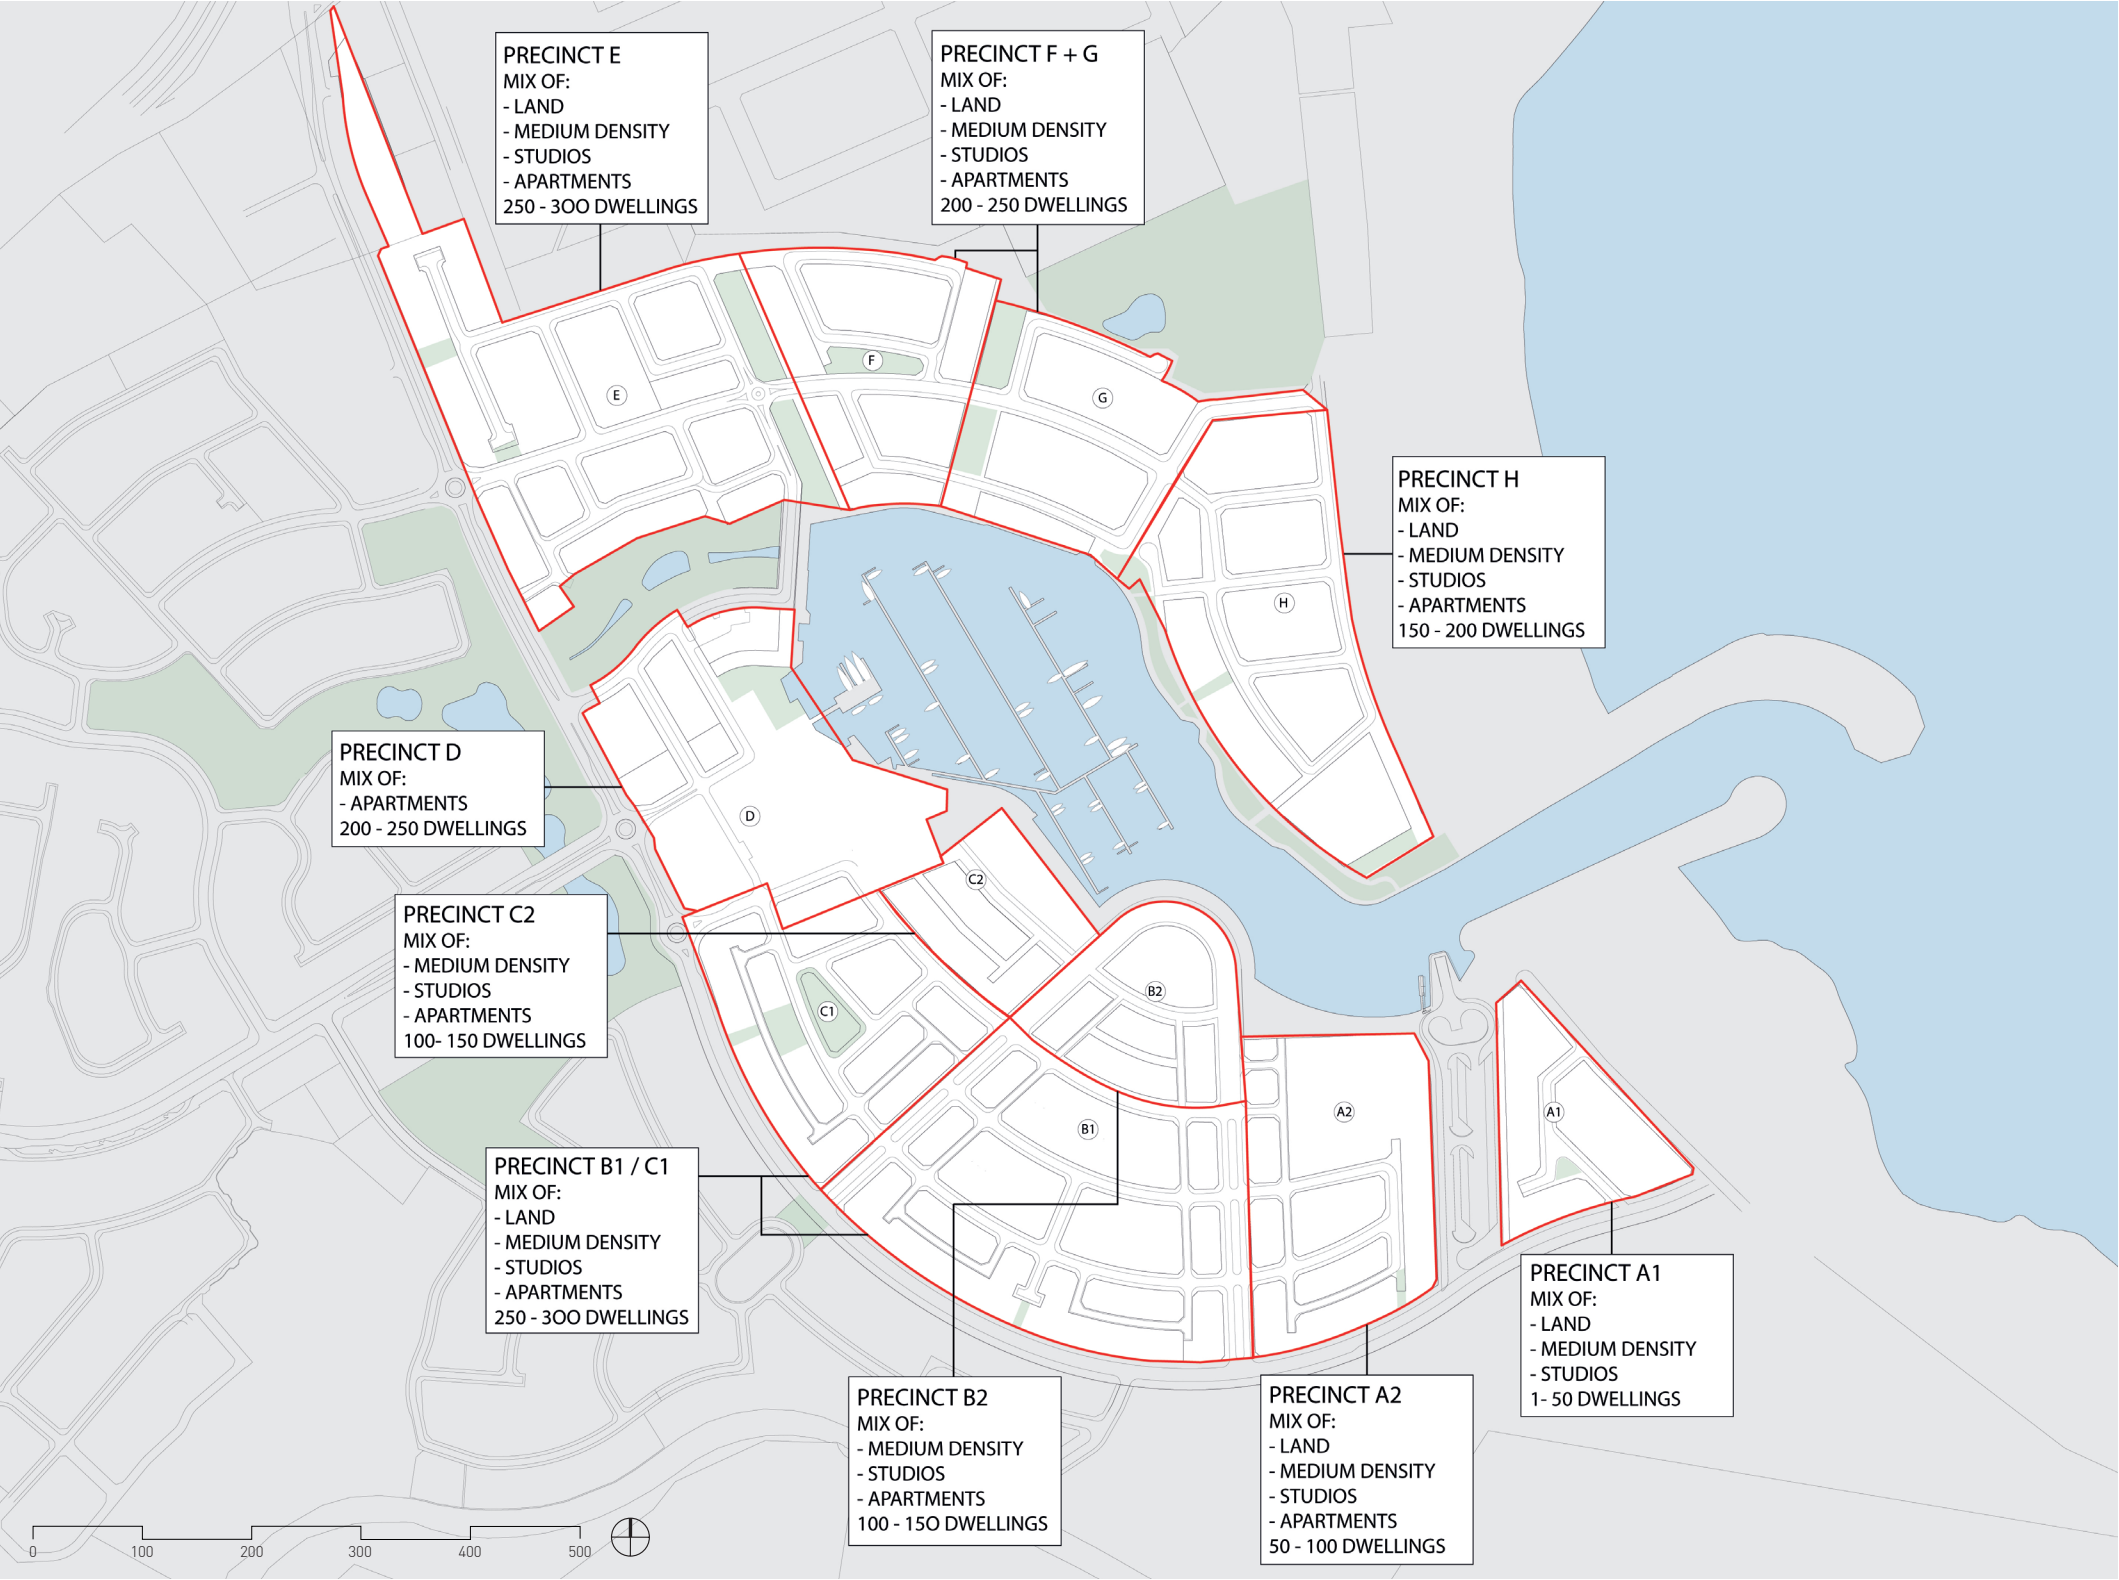 PRECINCT E
MIX OF:
- LAND
- MEDIUM DENSITY
- STUDIOS
- APARTMENTS
250 - 3OO DWELLINGS
PRECINCT F + G
MIX OF:
- LAND
- MEDIUM DENSITY
- STUDIOS
- APARTMENTS
200 - 250 DWELLINGS
F
E
G
PRECINCT H
MIX OF:
- LAND
- MEDIUM DENSITY
- STUDIOS
- APARTMENTS
150 - 200 DWELLINGS
H
PRECINCT D
MIX OF:
- APARTMENTS
200 - 250 DWELLINGS
D
C2
PRECINCT C2
MIX OF:
- MEDIUM DENSITY
- STUDIOS
- APARTMENTS
100- 150 DWELLINGS
B2
C1
A2
A1
B1
PRECINCT B1 / C1
MIX OF:
- LAND
- MEDIUM DENSITY
- STUDIOS
- APARTMENTS
250 - 3OO DWELLINGS
PRECINCT A1
MIX OF:
- LAND
- MEDIUM DENSITY
- STUDIOS
1- 50 DWELLINGS
PRECINCT B2
MIX OF:
- MEDIUM DENSITY
- STUDIOS
- APARTMENTS
100 - 15O DWELLINGS
PRECINCT A2
MIX OF:
- LAND
- MEDIUM DENSITY
- STUDIOS
- APARTMENTS
50 - 100 DWELLINGS
0 100 200 300 400 500